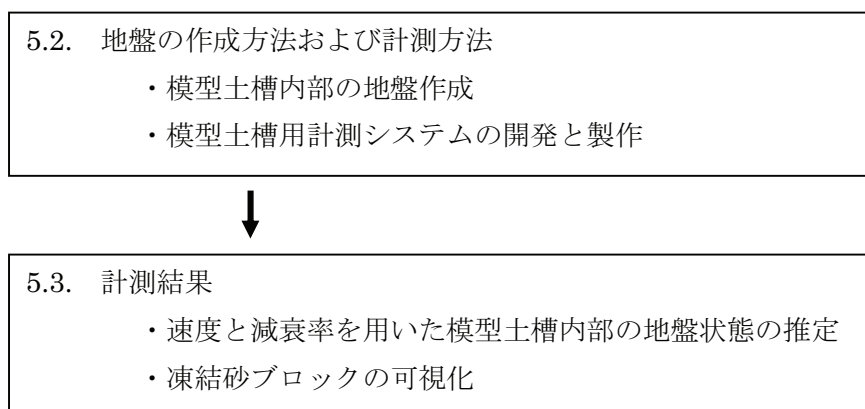 5.2. 地盤の作成方法および計測方法
・模型土槽内部の地盤作成
・模型土槽用計測システムの開発と製作
5.3. 計測結果
・速度と減衰率を用いた模型土槽内部の地盤状態の推定
・凍結砂ブロックの可視化